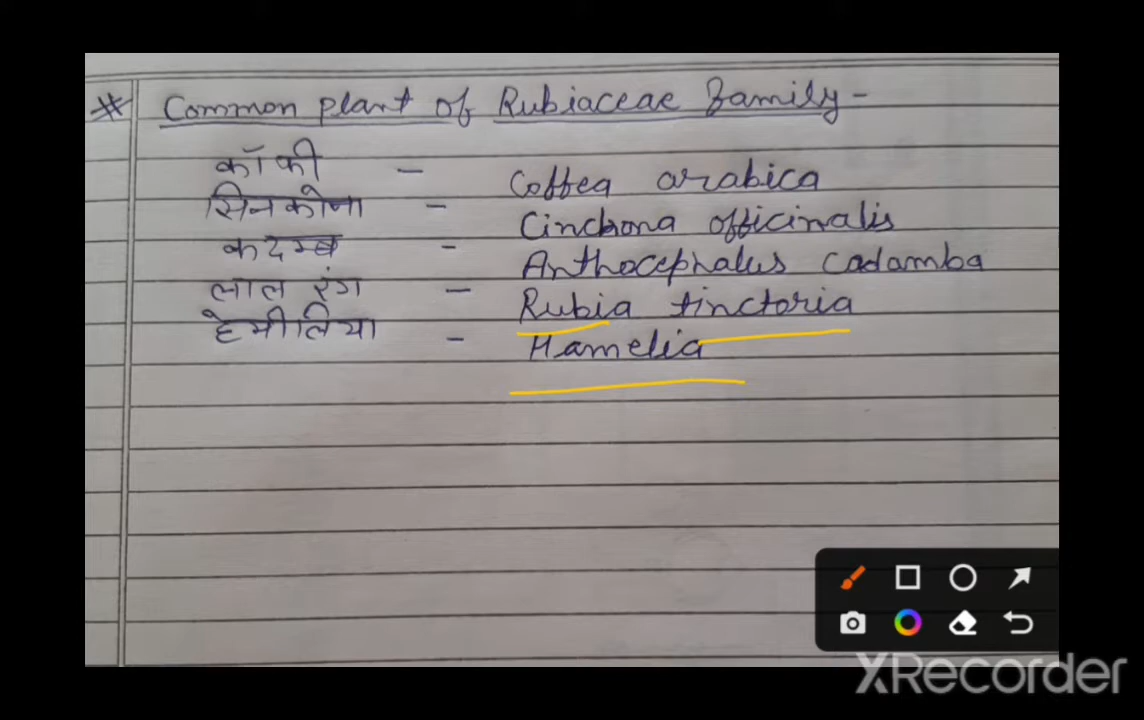 * Common plant of Rubiaceae Family -
कॉफी - Coffea arabica
सिनकोना - Cinchona officinalis
कदम्ब - Anthocephalus cadamba
लाल रंग - Rubia tinctoria
हेमीलिया - Hamelia
XRecorder